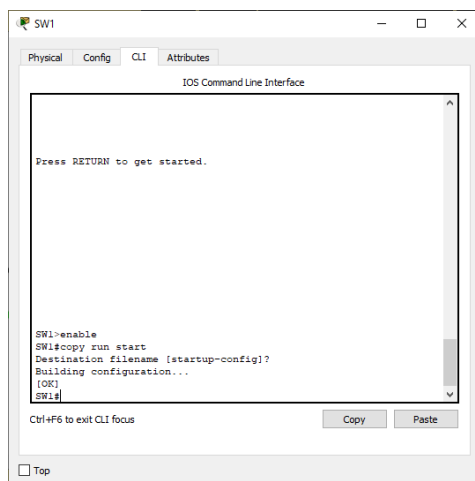 SW1
Physical Config CLI Attributes
IOS Command Line Interface
Press RETURN to get started.
SW1>enable
SW1#copy run start
Destination filename [startup-config]?
Building configuration...
[OK]
SW1#
Ctrl+F6 to exit CLI focus
Copy
Paste
Top